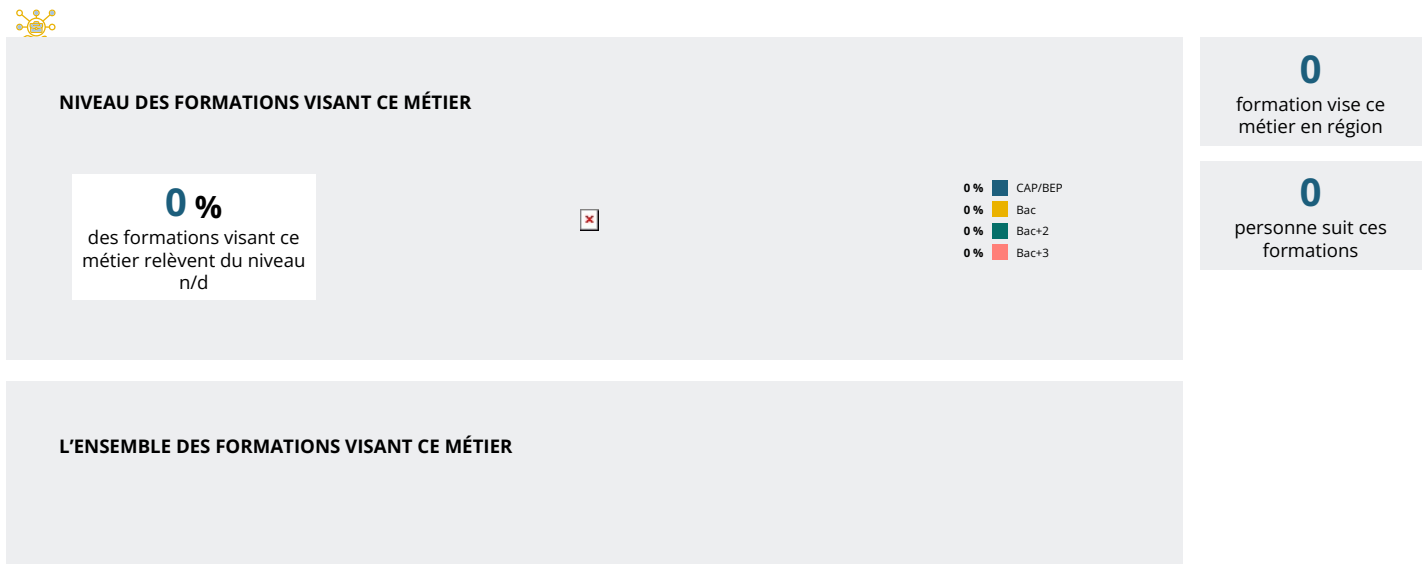 NIVEAU DES FORMATIONS VISANT CE MÉTIER
0 %
des formations visant ce
métier relèvent du niveau
n/d
0 % CAP/BEP
0 % Bac
0 % Bac+2
0 % Bac+3
0
formation vise ce
métier en région
0
personne suit ces
formations
L’ENSEMBLE DES FORMATIONS VISANT CE MÉTIER